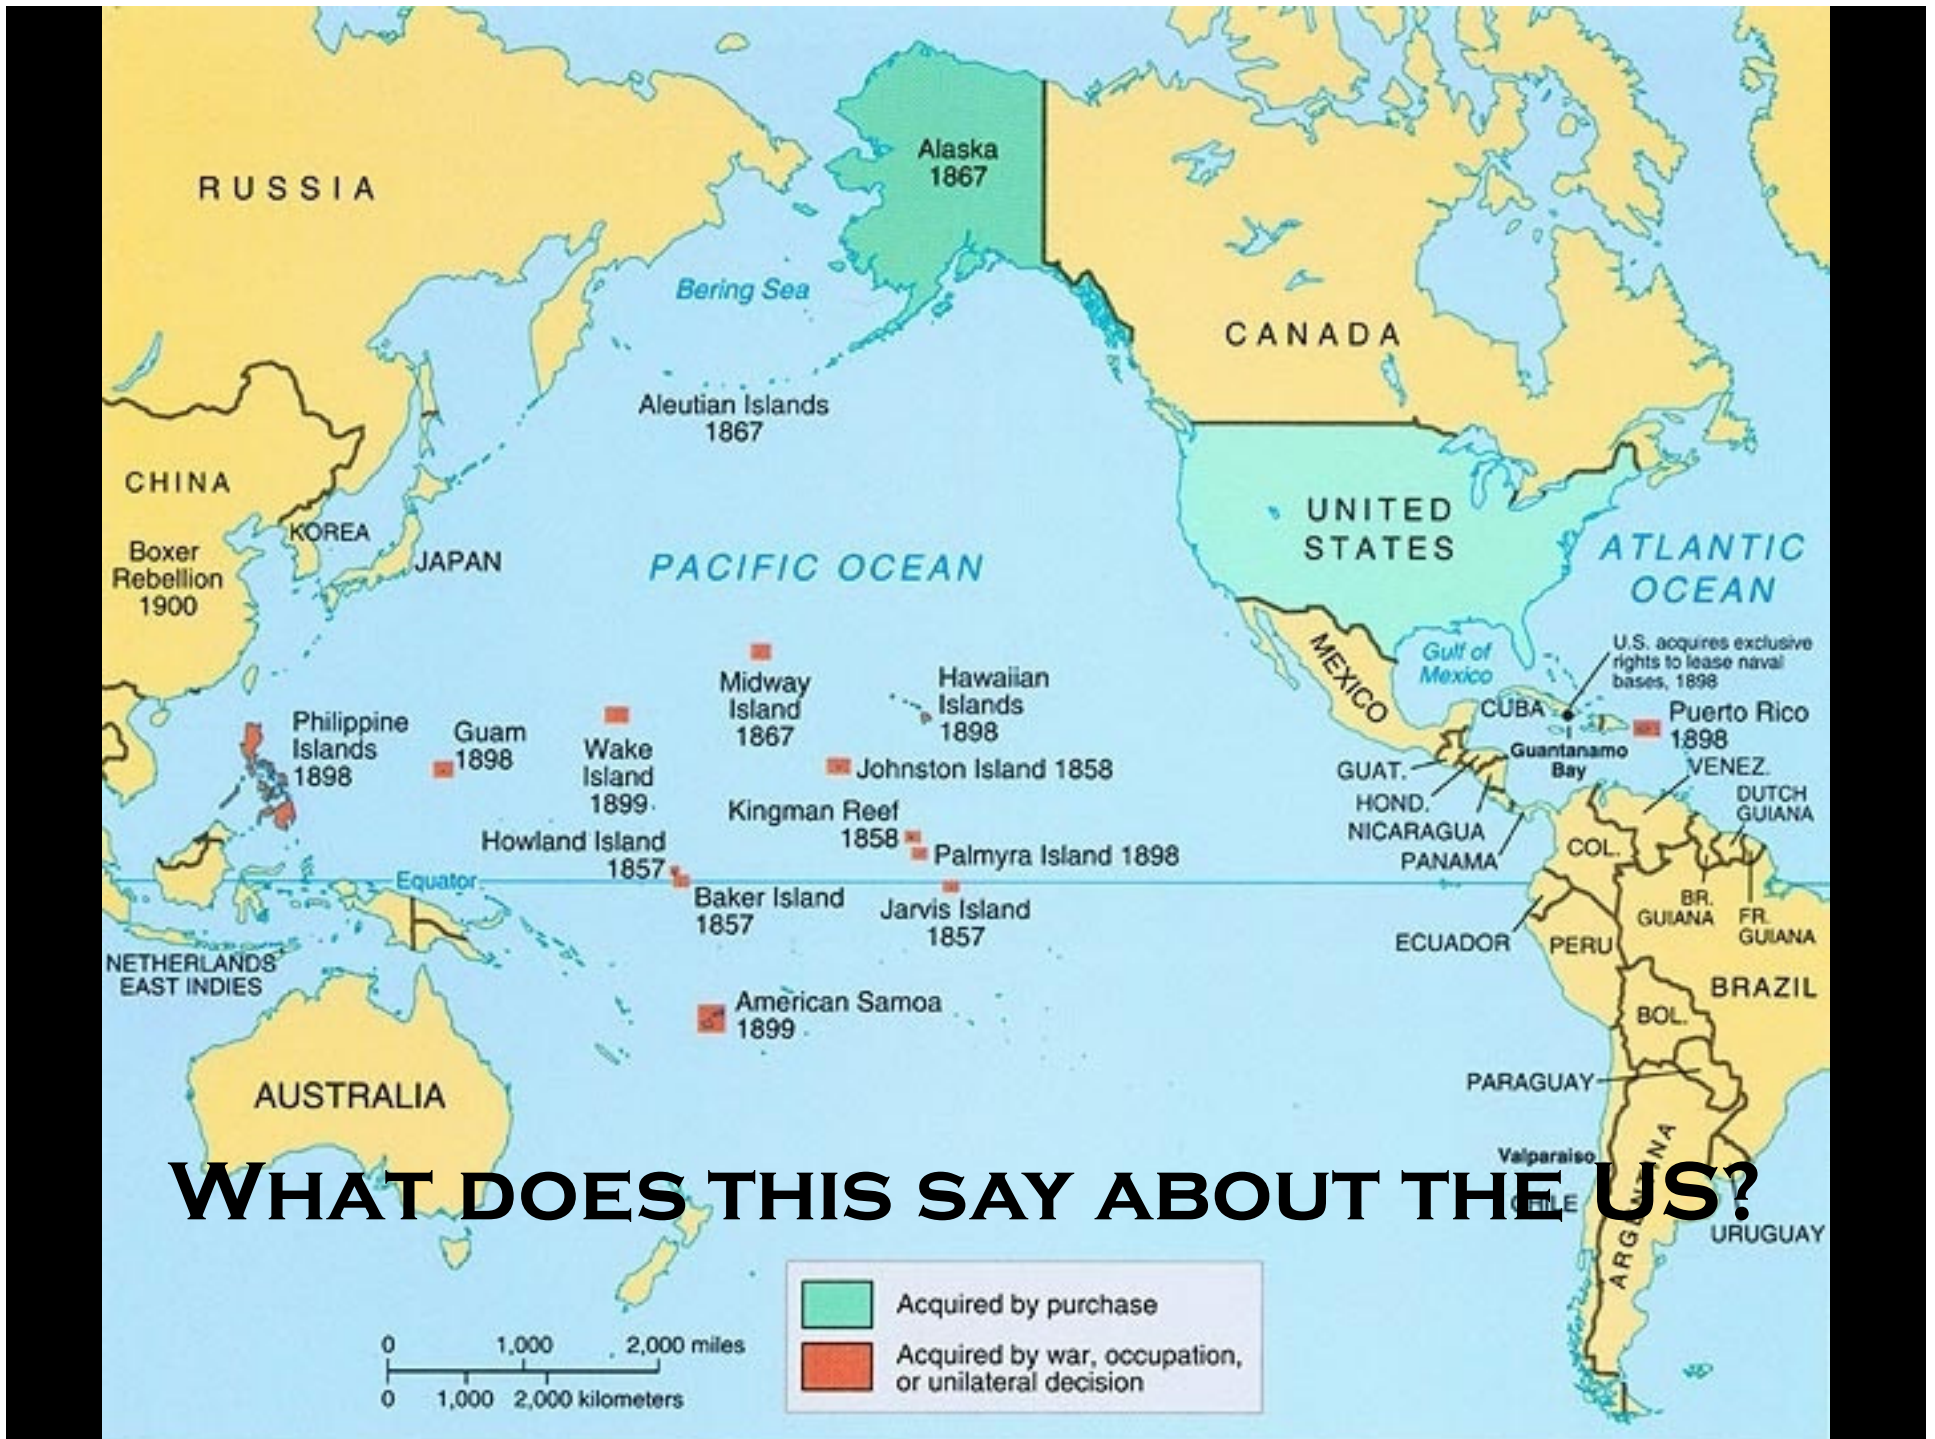 Alaska
1867
RUSSIA
Bering Sea
CANADA
Aleutian Islands
1867
CHINA
UNITED
STATES
KOREA
Boxer
Rebellion
1900
JAPAN
PACIFIC OCEAN
ATLANTIC
OCEAN
MEXICO
Gulf of
Mexico
U.S. acquires exclusive
rights to lease naval
bases, 1898
Midway
Island
1867
Hawaiian
Islands
1898
CUBA
Puerto Rico
1898
Philippine
Islands
1898
Guam
1898
Wake
Island
1899
Guantanamo
Bay
Johnston Island 1858
GUAT.
VENEZ.
HOND.
DUTCH
GUIANA
Kingman Reef
1858
NICARAGUA
Howland Island
1857
Palmyra Island 1898
PANAMA
COL.
Equator
Baker Island
1857
Jarvis Island
1857
BR.
GUIANA
FR.
GUIANA
ECUADOR
PERU
NETHERLANDS
EAST INDIES
BRAZIL
American Samoa
1899
BOL.
PARAGUAY
AUSTRALIA
Valparaiso
WHAT DOES THIS SAY ABOUT THE US?
CHILE
ARGENTINA
URUGUAY
Acquired by purchase
Acquired by war, occupation,
or unilateral decision
0 1,000 2,000 miles
0 1,000 2,000 kilometers